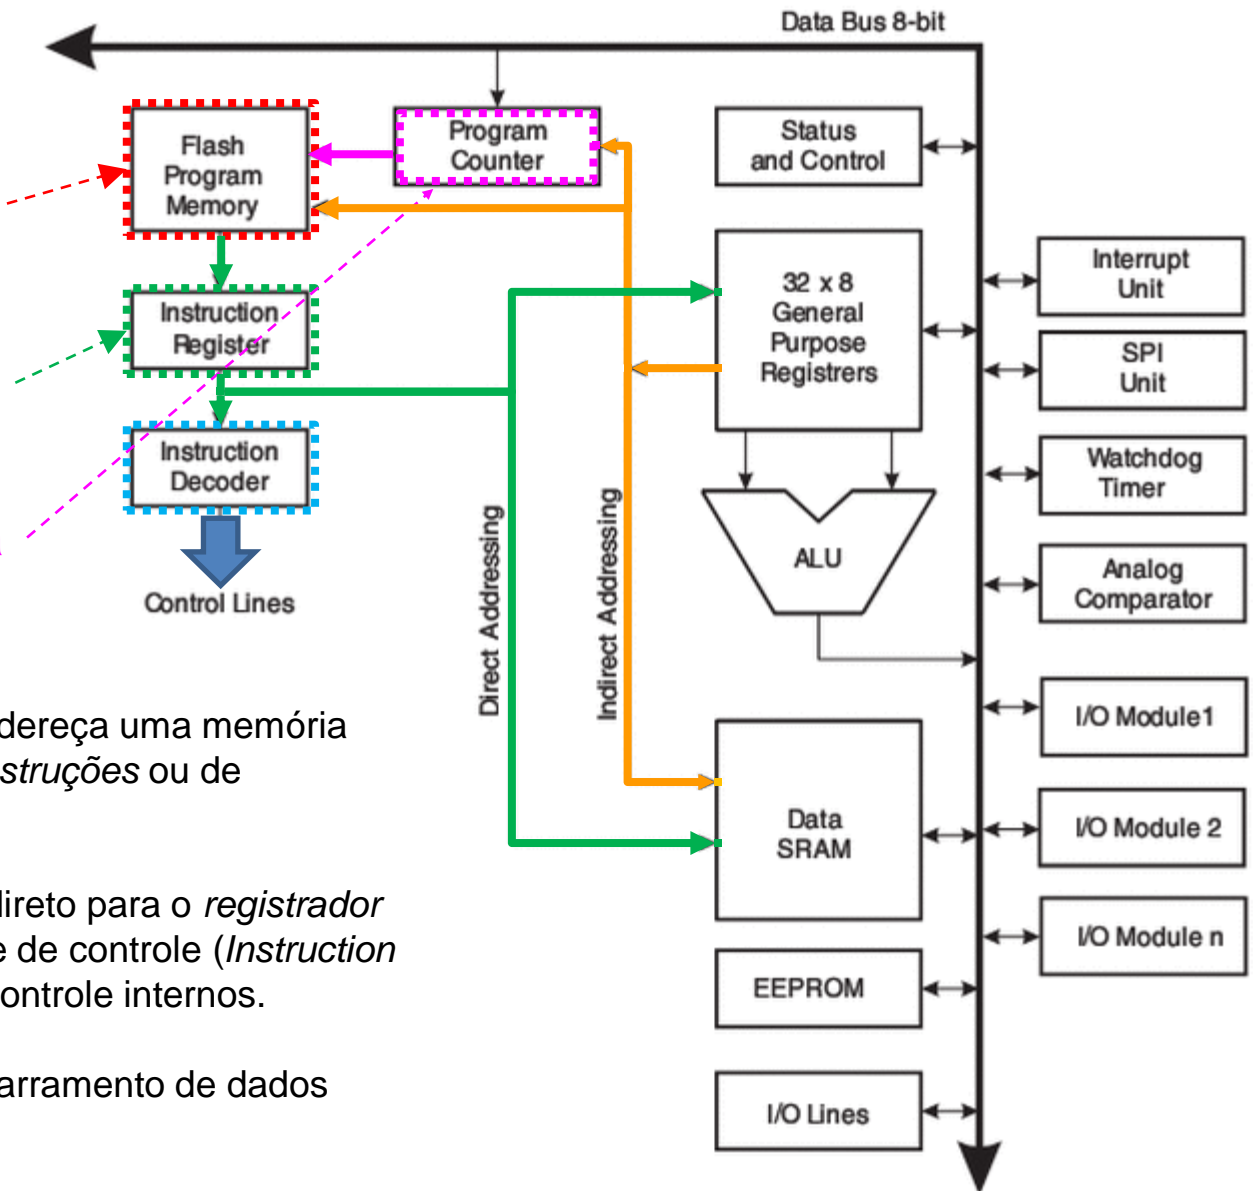 Data Bus 8-bit
Flash
Program
Memory
Program
Counter
Status
and Control
Instruction
Register
32 x 8
General
Purpose
Registrers
Interrupt
Unit
SPI
Unit
Instruction
Decoder
Watchdog
Timer
Control Lines
Direct Addressing
Indirect Addressing
ALU
Analog
Comparator
I/O Module1
dereça uma memória
struções ou de
Data
SRAM
I/O Module 2
direto para o registrador
e de controle (Instruction
ontrole internos.
I/O Module n
EEPROM
arramento de dados
I/O Lines